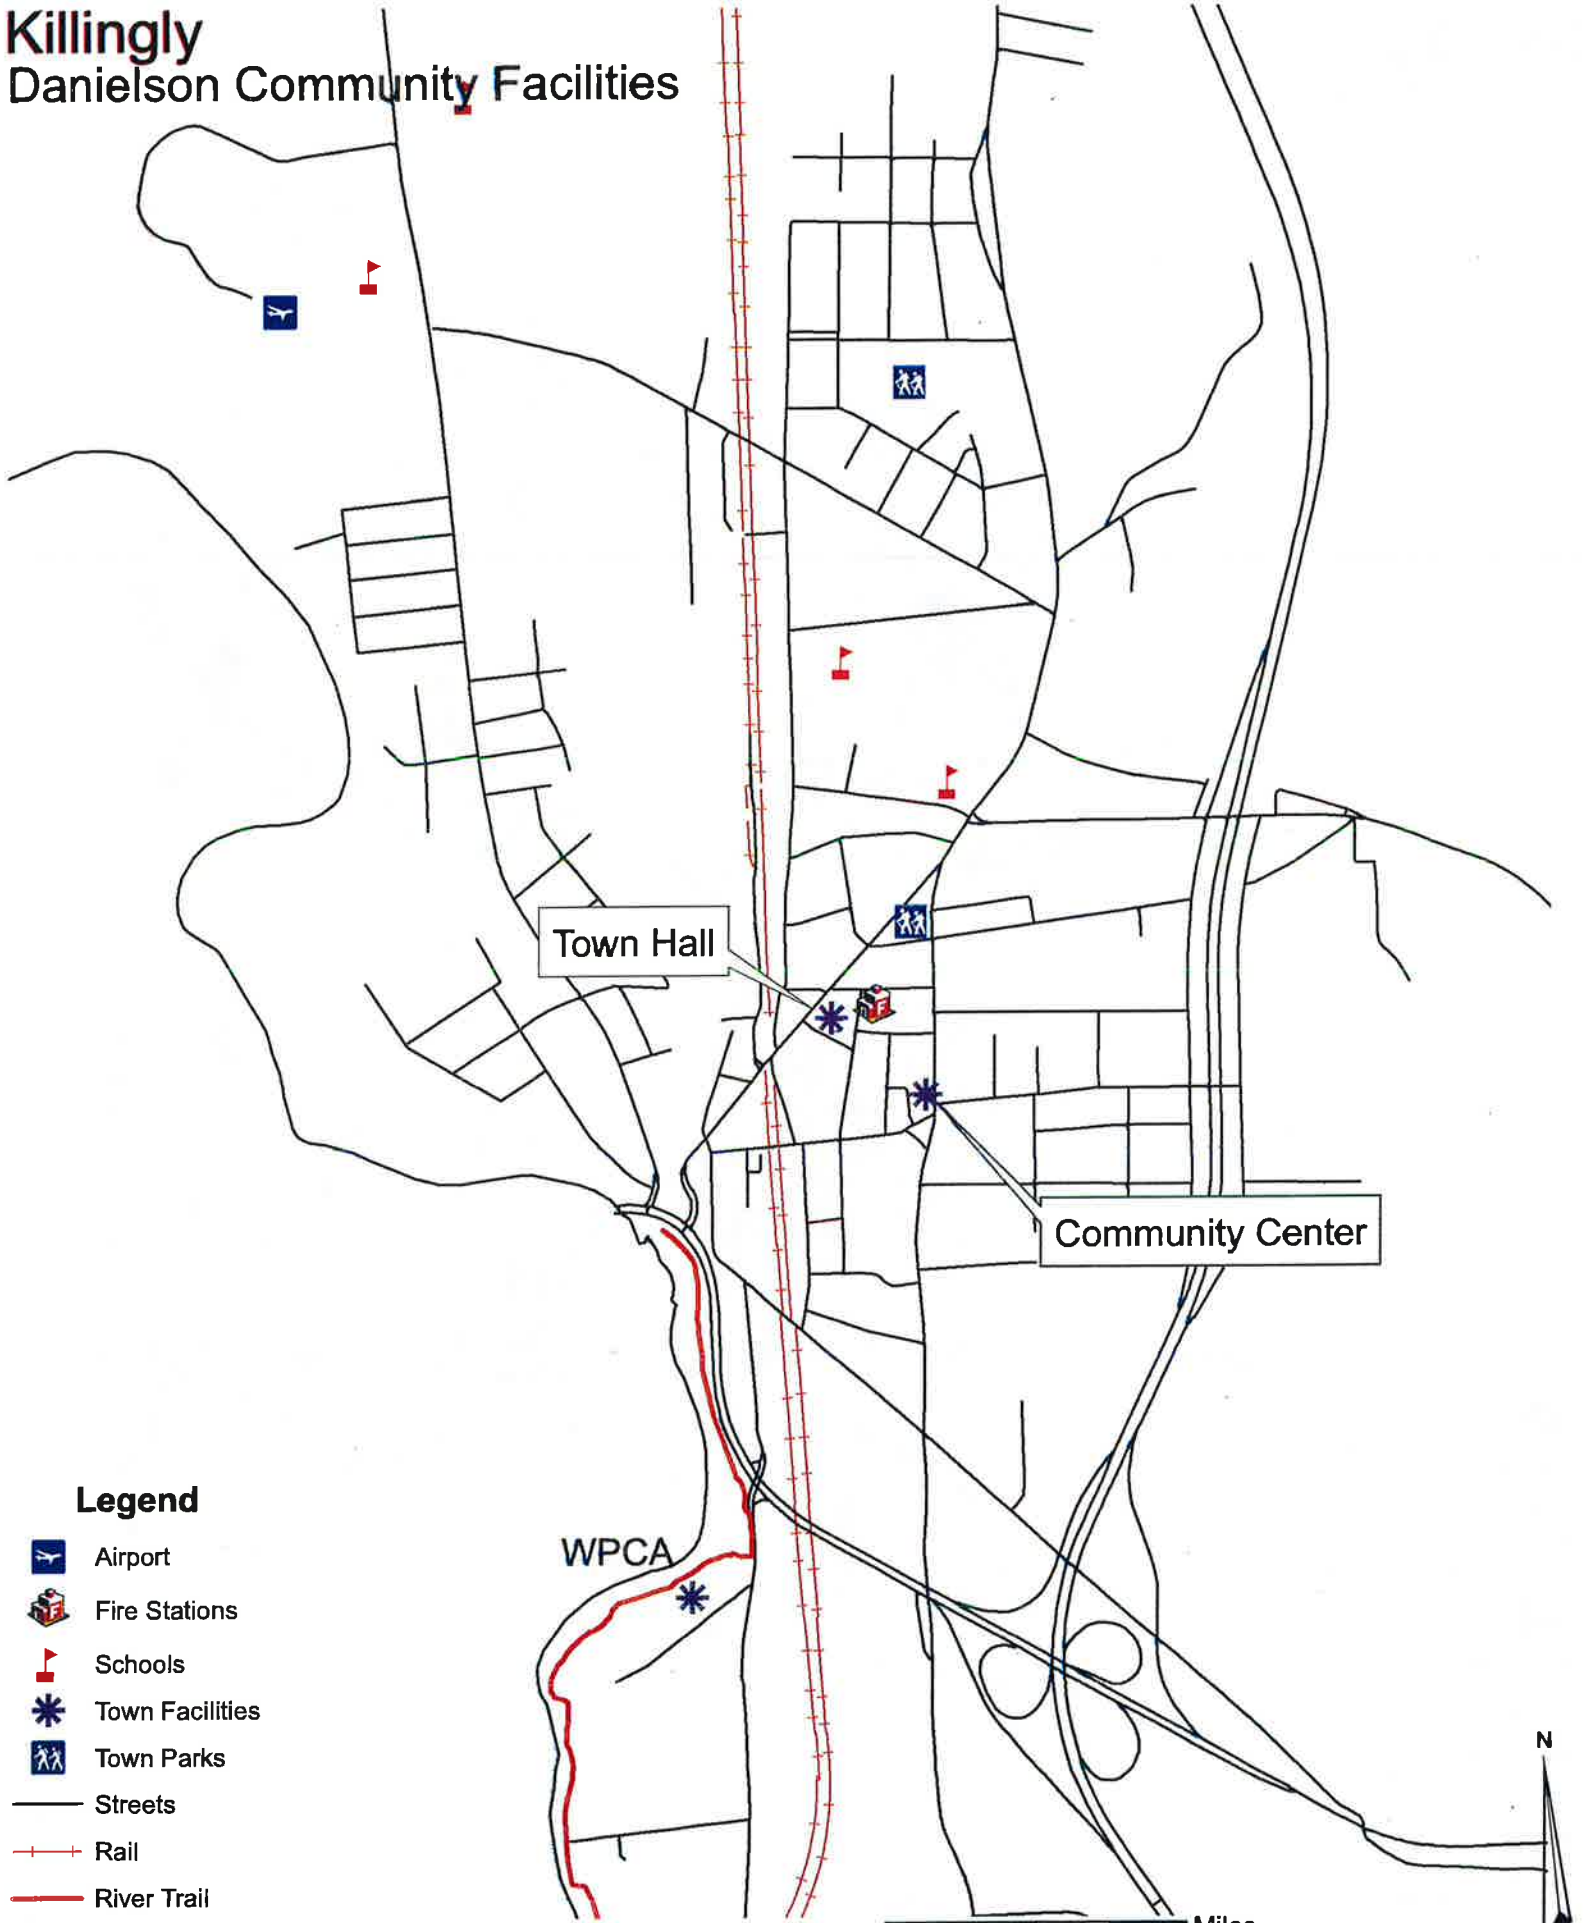 Killingly
Danielson Community Facilities
Town Hall
Community Center
WPCA
Legend
Airport
Fire Stations
Schools
Town Facilities
Town Parks
Streets
Rail
River Trail
N
Miles